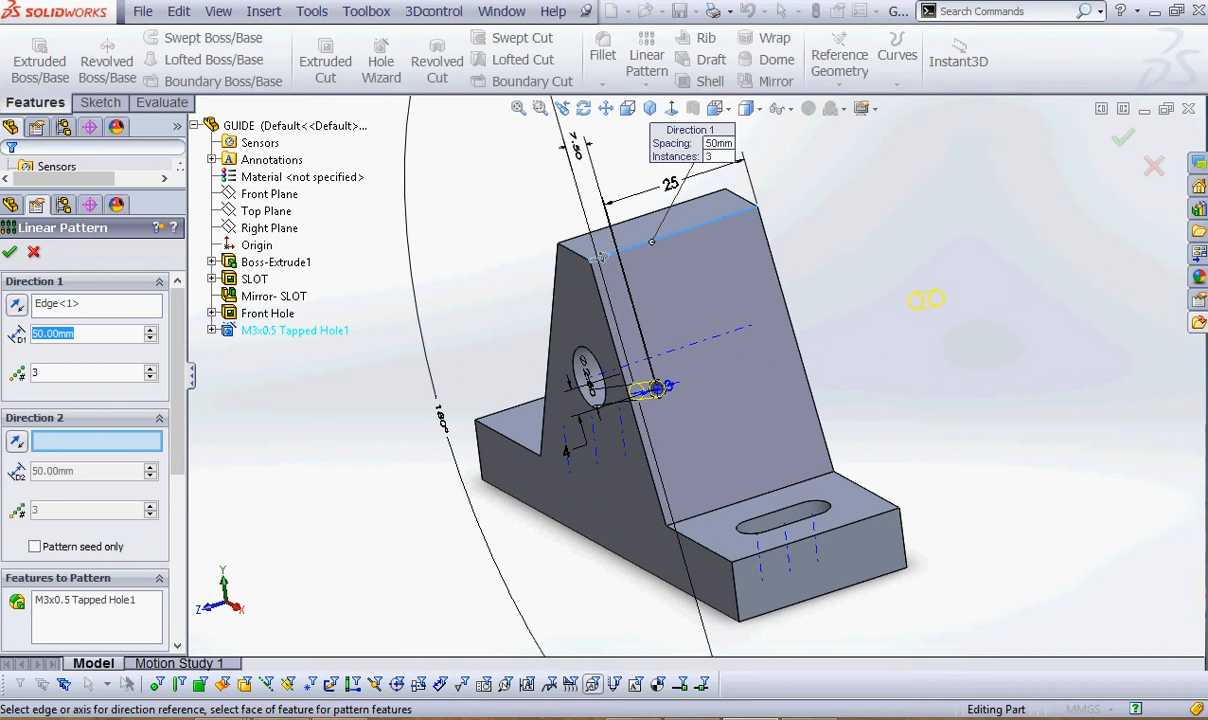 SOLIDWORKS File Edit View Insert Tools Toolbox 3Dcontrol Window Help G... Search Commands
Extruded Boss/Base
Revolved Boss/Base
Swept Boss/Base
Lofted Boss/Base
Boundary Boss/Base
Extruded Cut
Hole Wizard
Revolved Cut
Swept Cut
Lofted Cut
Boundary Cut
Fillet
Linear Pattern
Rib
Draft
Shell
Wrap
Dome
Mirror
Reference Geometry
Curves
Instant3D
Features Sketch Evaluate
Sensors
Linear Pattern
Direction 1
Edge<1>
D1 50.00mm
3
Direction 2
D2 50.00mm
3
Pattern seed only
Features to Pattern
M3x0.5 Tapped Hole1
GUIDE (Default<<Default>...
Sensors
Annotations
Material <not specified>
Front Plane
Top Plane
Right Plane
Origin
Boss-Extrude1
SLOT
Mirror- SLOT
Front Hole
M3x0.5 Tapped Hole1
Direction 1
Spacing: 50mm
Instances: 3
7.50
25
180°
4
Y
Z
X
Model Motion Study 1
Select edge or axis for direction reference, select face of feature for pattern features Editing Part MMGS